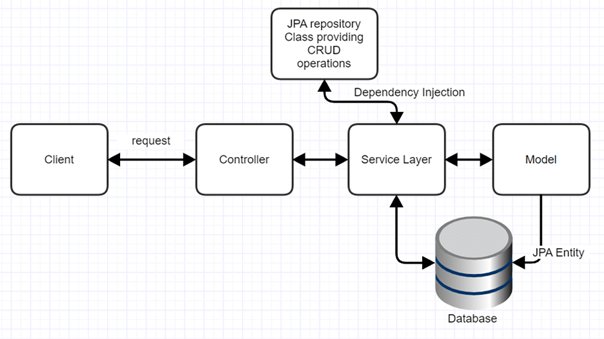 JPA repository
Class providing
CRUD
operations
Dependency Injection
request
Client
Controller
Service Layer
Model
JPA Entity
Database